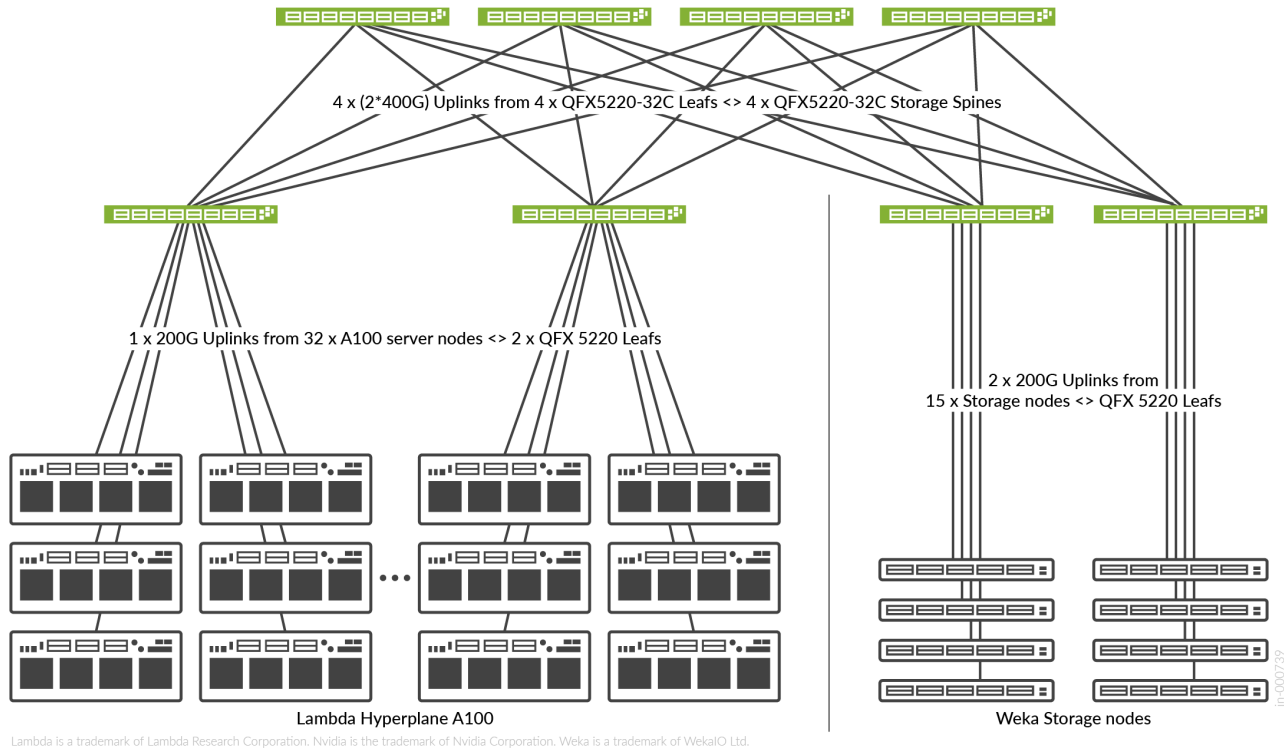 4 x (2*400G) Uplinks from 4 x QFX5220-32C Leafs <> 4 x QFX5220-32C Storage Spines
1 x 200G Uplinks from 32 x A100 server nodes <> 2 x QFX 5220 Leafs
2 x 200G Uplinks from
15 x Storage nodes <> QFX 5220 Leafs
Lambda Hyperplane A100
Weka Storage nodes
in-000739
Lambda is a trademark of Lambda Research Corporation. Nvidia is the trademark of Nvidia Corporation. Weka is a trademark of WekaIO Ltd.